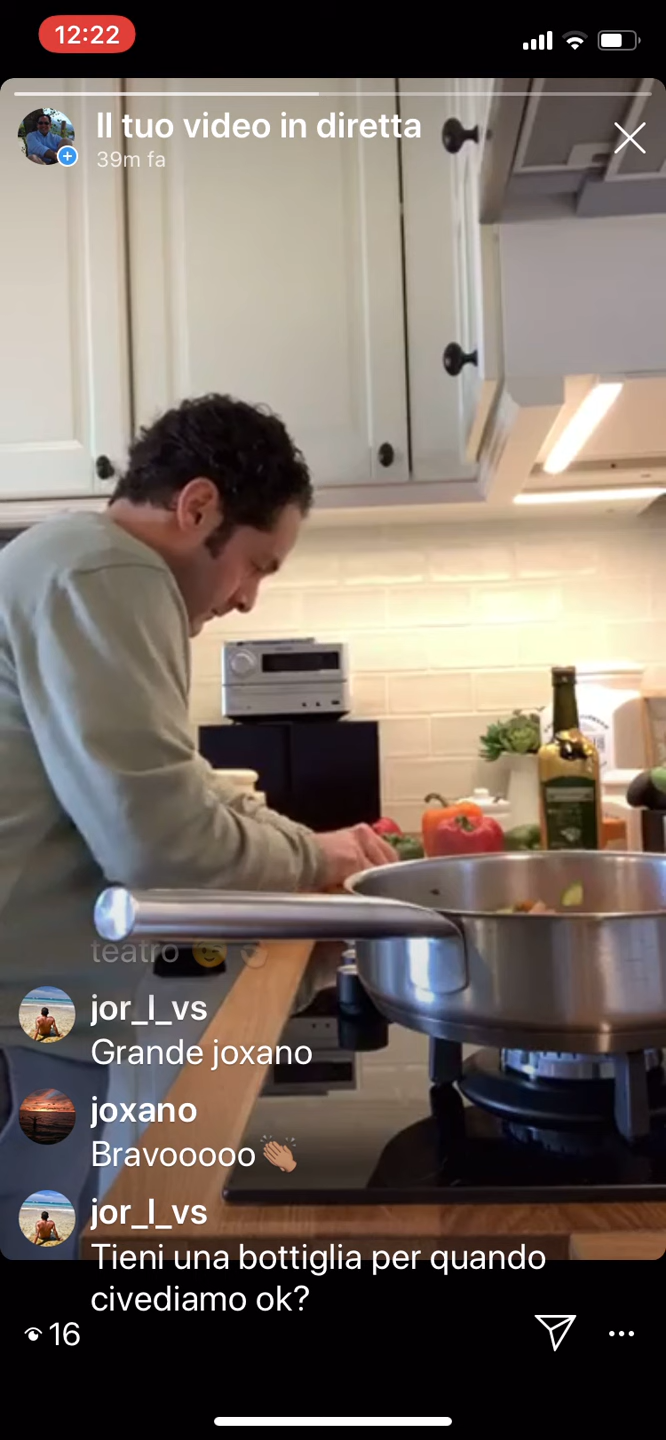 12:22
Il tuo video in diretta
39m fa
teatro 😉👌🏻
jor_l_vs
Grande joxano
joxano
Bravooooo 👏🏽
jor_l_vs
Tieni una bottiglia per quando
civediamo ok?
16